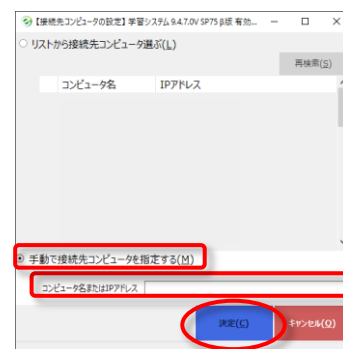 【接続先コンピュータの設定】 学習システム 9.4.7.0V SP75 β版 有効...
リストから接続先コンピュータ選ぶ(L)
再検索(S)
コンピュータ名 IPアドレス
手動で接続先コンピュータを指定する(M)
コンピュータ名またはIPアドレス
決定(C) キャンセル(Q)